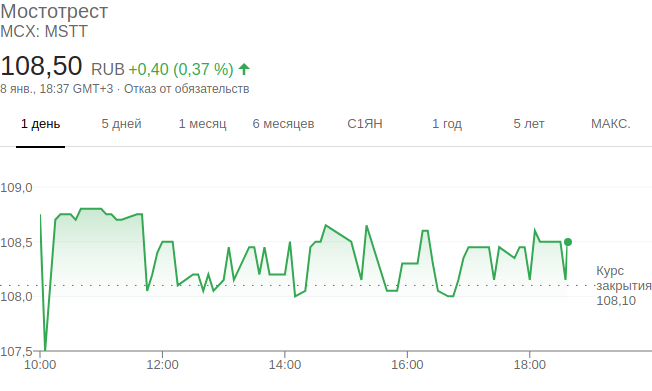 Мостотрест
MCX: MSTT
108,50 RUB +0,40 (0,37 %)
8 янв., 18:37 GMT+3 · Отказ от обязательств
1 день 5 дней 1 месяц 6 месяцев С1ЯН 1 год 5 лет МАКС.
109,0
108,5
108,0
107,5
Курс
закрытия
108,10
10:00 12:00 14:00 16:00 18:00